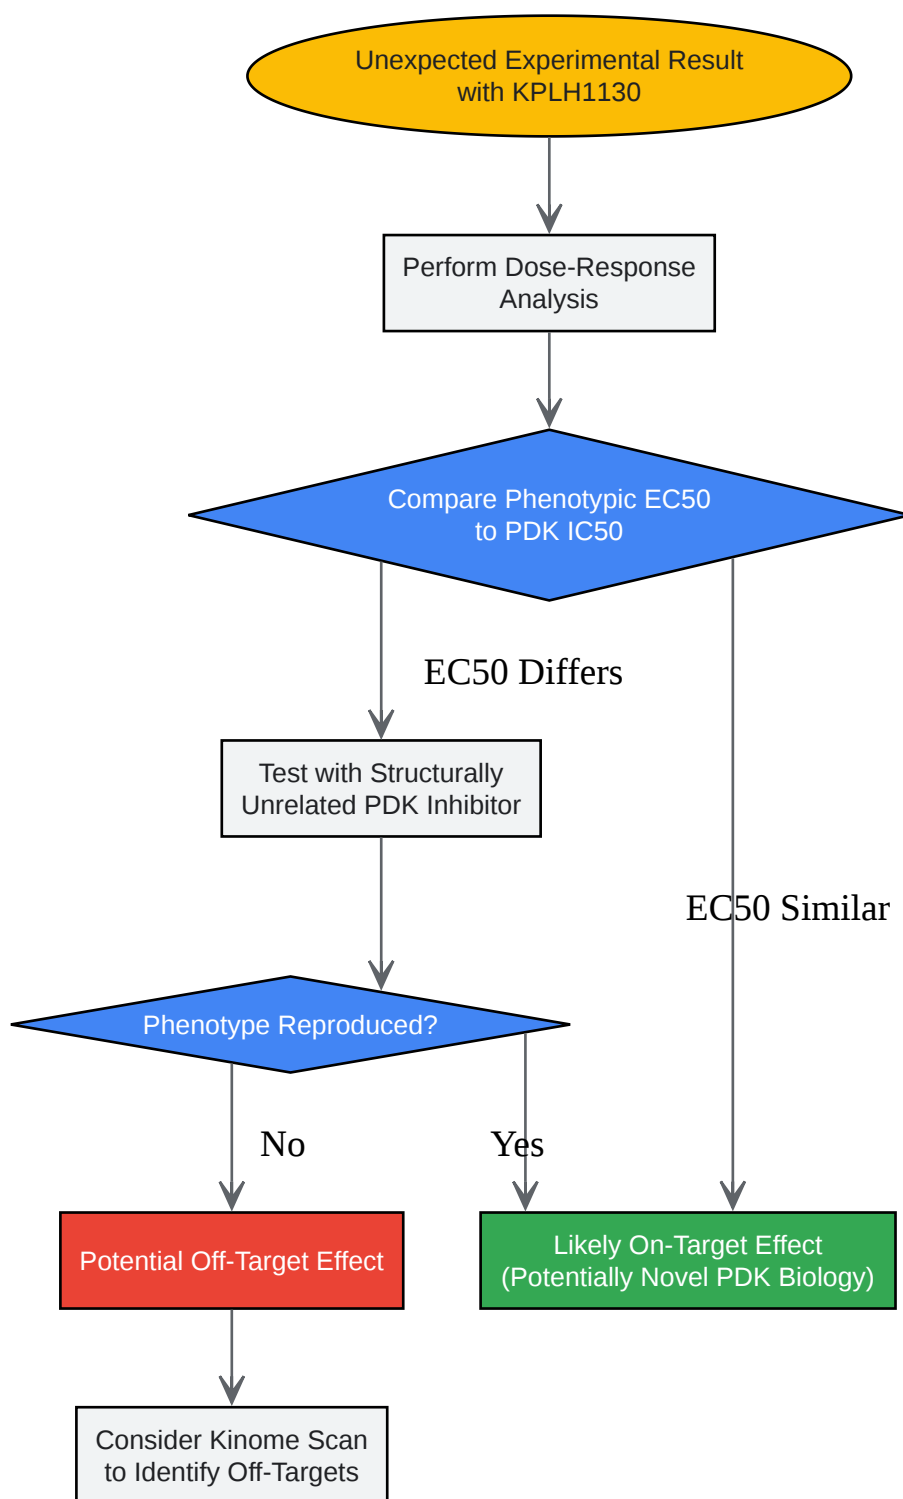 Unexpected Experimental Result
with KPLH1130
Perform Dose-Response
Analysis
Compare Phenotypic EC50
to PDK IC50
EC50 Differs
Test with Structurally
Unrelated PDK Inhibitor
EC50 Similar
Phenotype Reproduced?
No
Yes
Potential Off-Target Effect
Likely On-Target Effect
(Potentially Novel PDK Biology)
Consider Kinome Scan
to Identify Off-Targets